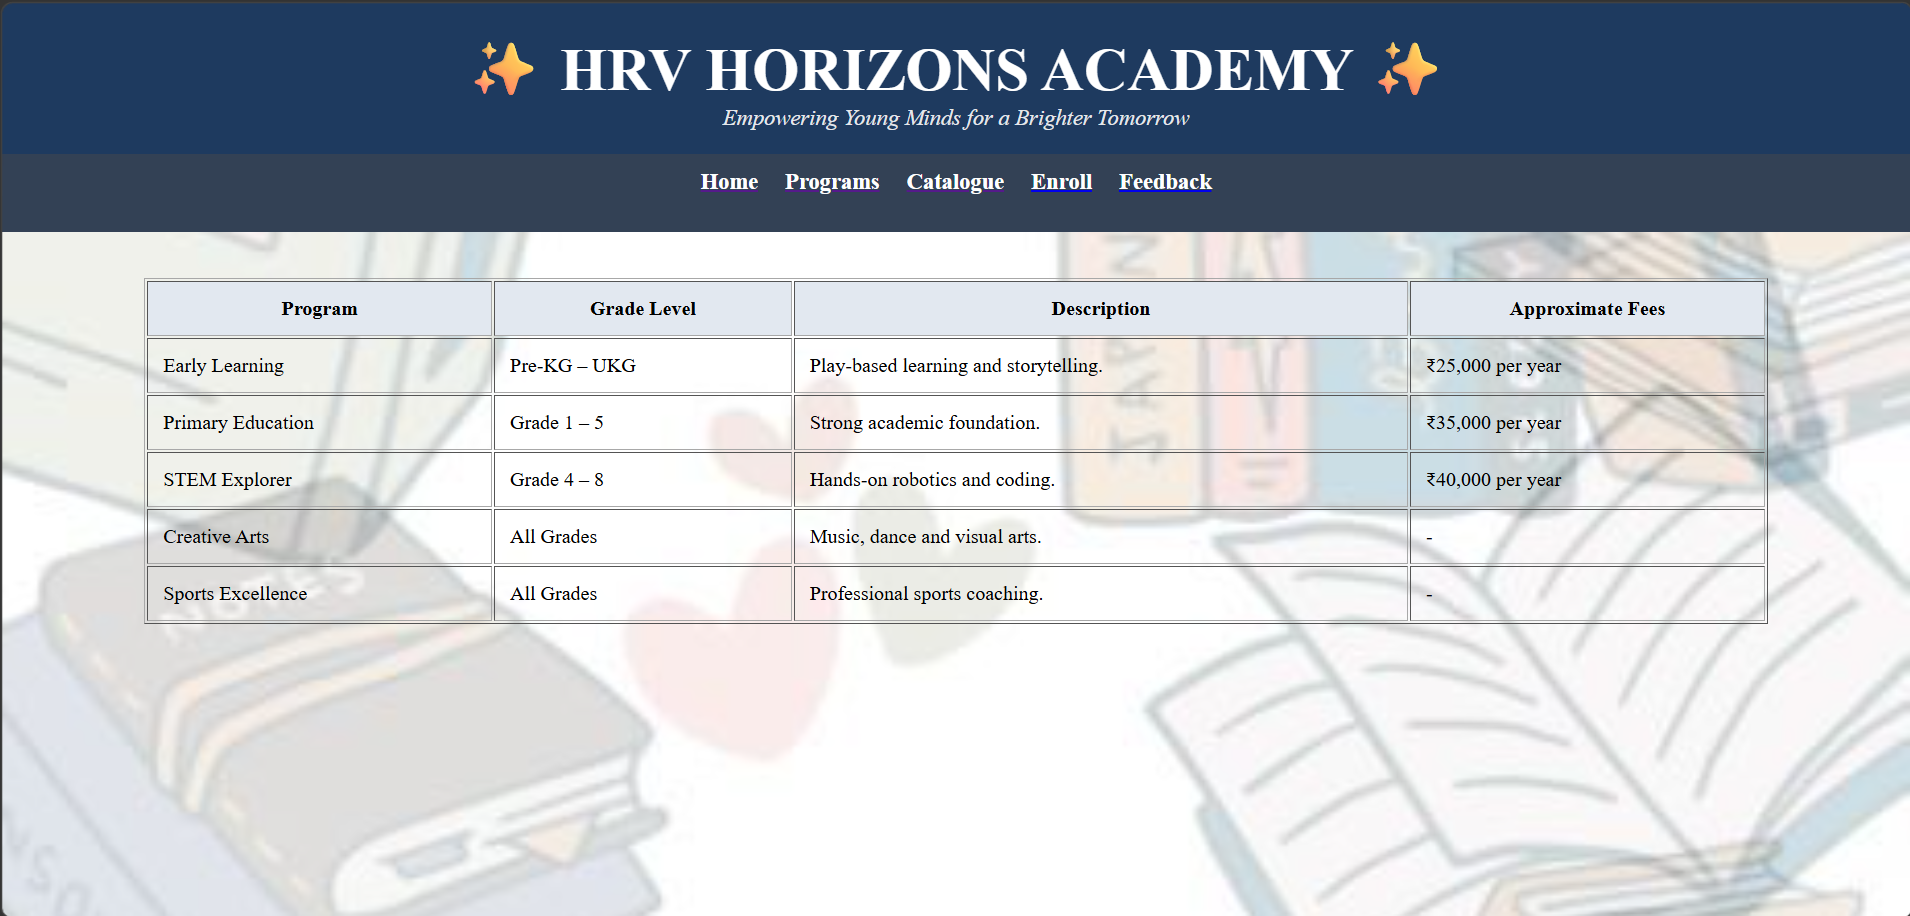 ✨ HRV HORIZONS ACADEMY ✨
Empowering Young Minds for a Brighter Tomorrow
Home Programs Catalogue Enroll Feedback
Program Grade Level Description Approximate Fees
Early Learning Pre-KG – UKG Play-based learning and storytelling. ₹25,000 per year
Primary Education Grade 1 – 5 Strong academic foundation. ₹35,000 per year
STEM Explorer Grade 4 – 8 Hands-on robotics and coding. ₹40,000 per year
Creative Arts All Grades Music, dance and visual arts. -
Sports Excellence All Grades Professional sports coaching. -
NOTES